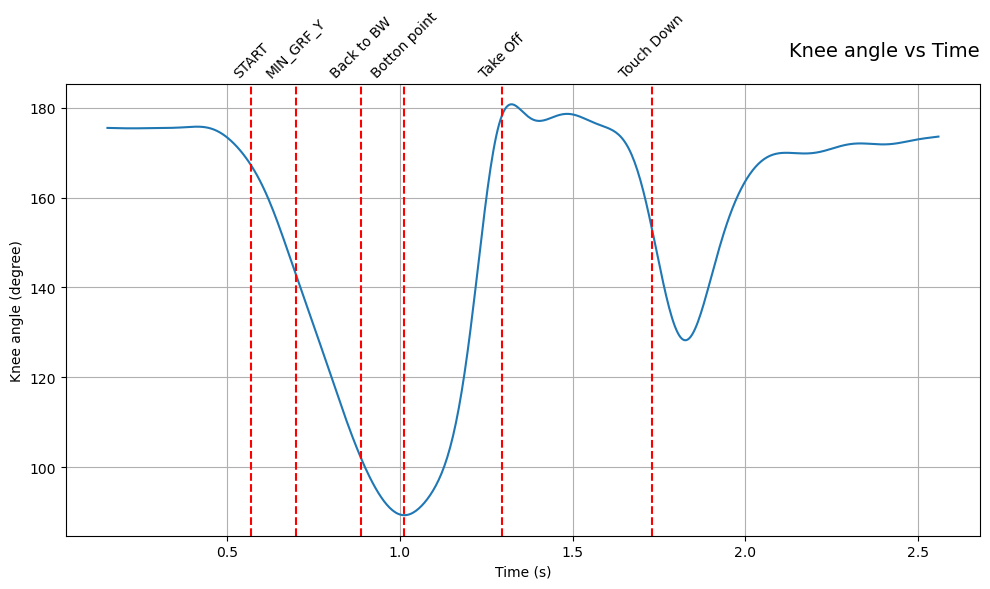 START
MIN_GRF_Y
Back to BW
Botton point
Take Off
Touch Down
Knee angle vs Time
Knee angle (degree)
180
160
140
120
100
0.5
1.0
1.5
2.0
2.5
Time (s)